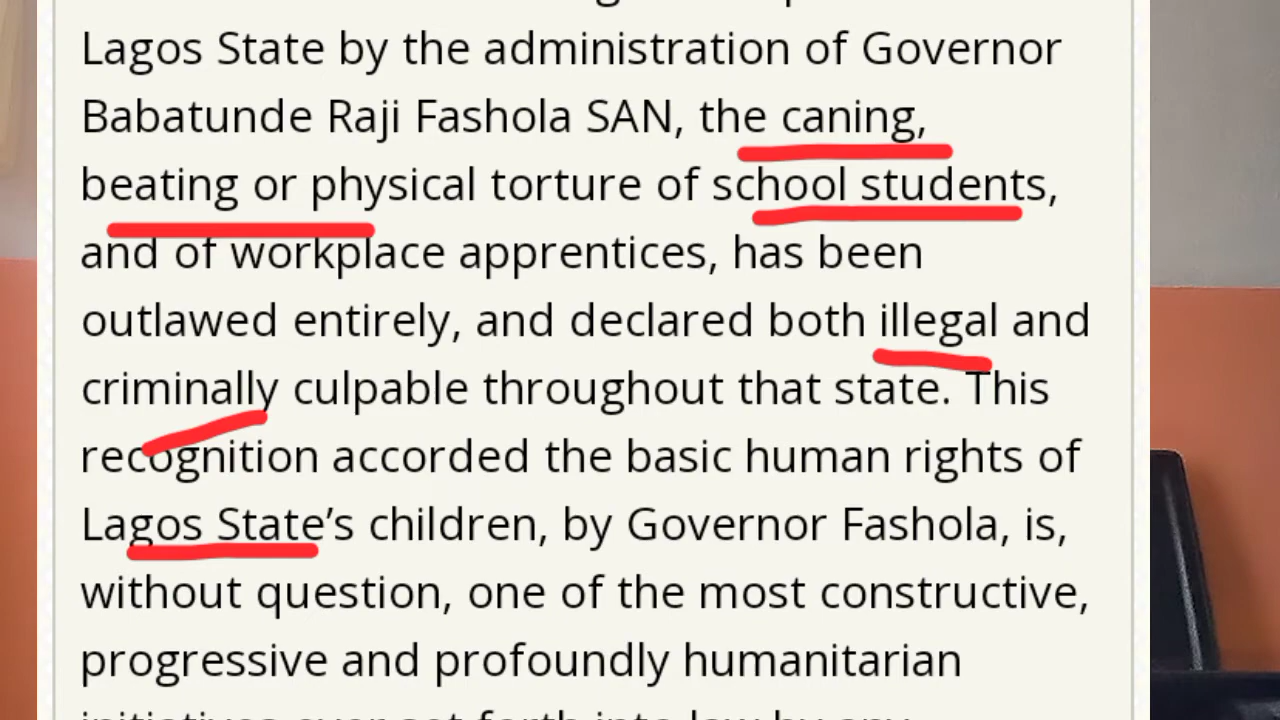 Lagos State by the administration of Governor
Babatunde Raji Fashola SAN, the caning,
beating or physical torture of school students,
and of workplace apprentices, has been
outlawed entirely, and declared both illegal and
criminally culpable throughout that state. This
recognition accorded the basic human rights of
Lagos State’s children, by Governor Fashola, is,
without question, one of the most constructive,
progressive and profoundly humanitarian